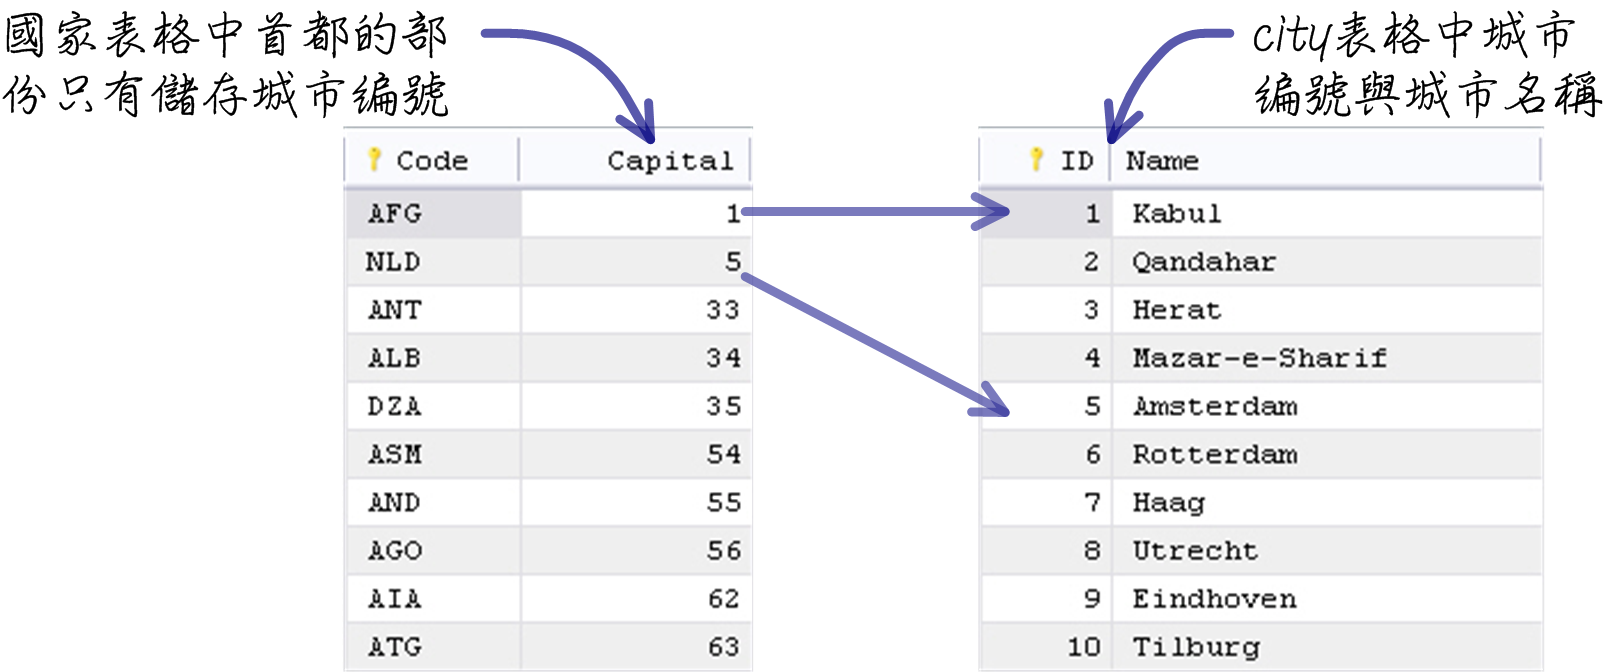 國家表格中首都的部
份只有儲存城市編號
city表格中城市
編號與城市名稱
Code Capital
AFG 1
NLD 5
ANT 33
ALB 34
DZA 35
ASM 54
AND 55
AGO 56
AIA 62
ATG 63
ID Name
1 Kabul
2 Qandahar
3 Herat
4 Mazar-e-Sharif
5 Amsterdam
6 Rotterdam
7 Haag
8 Utrecht
9 Eindhoven
10 Tilburg